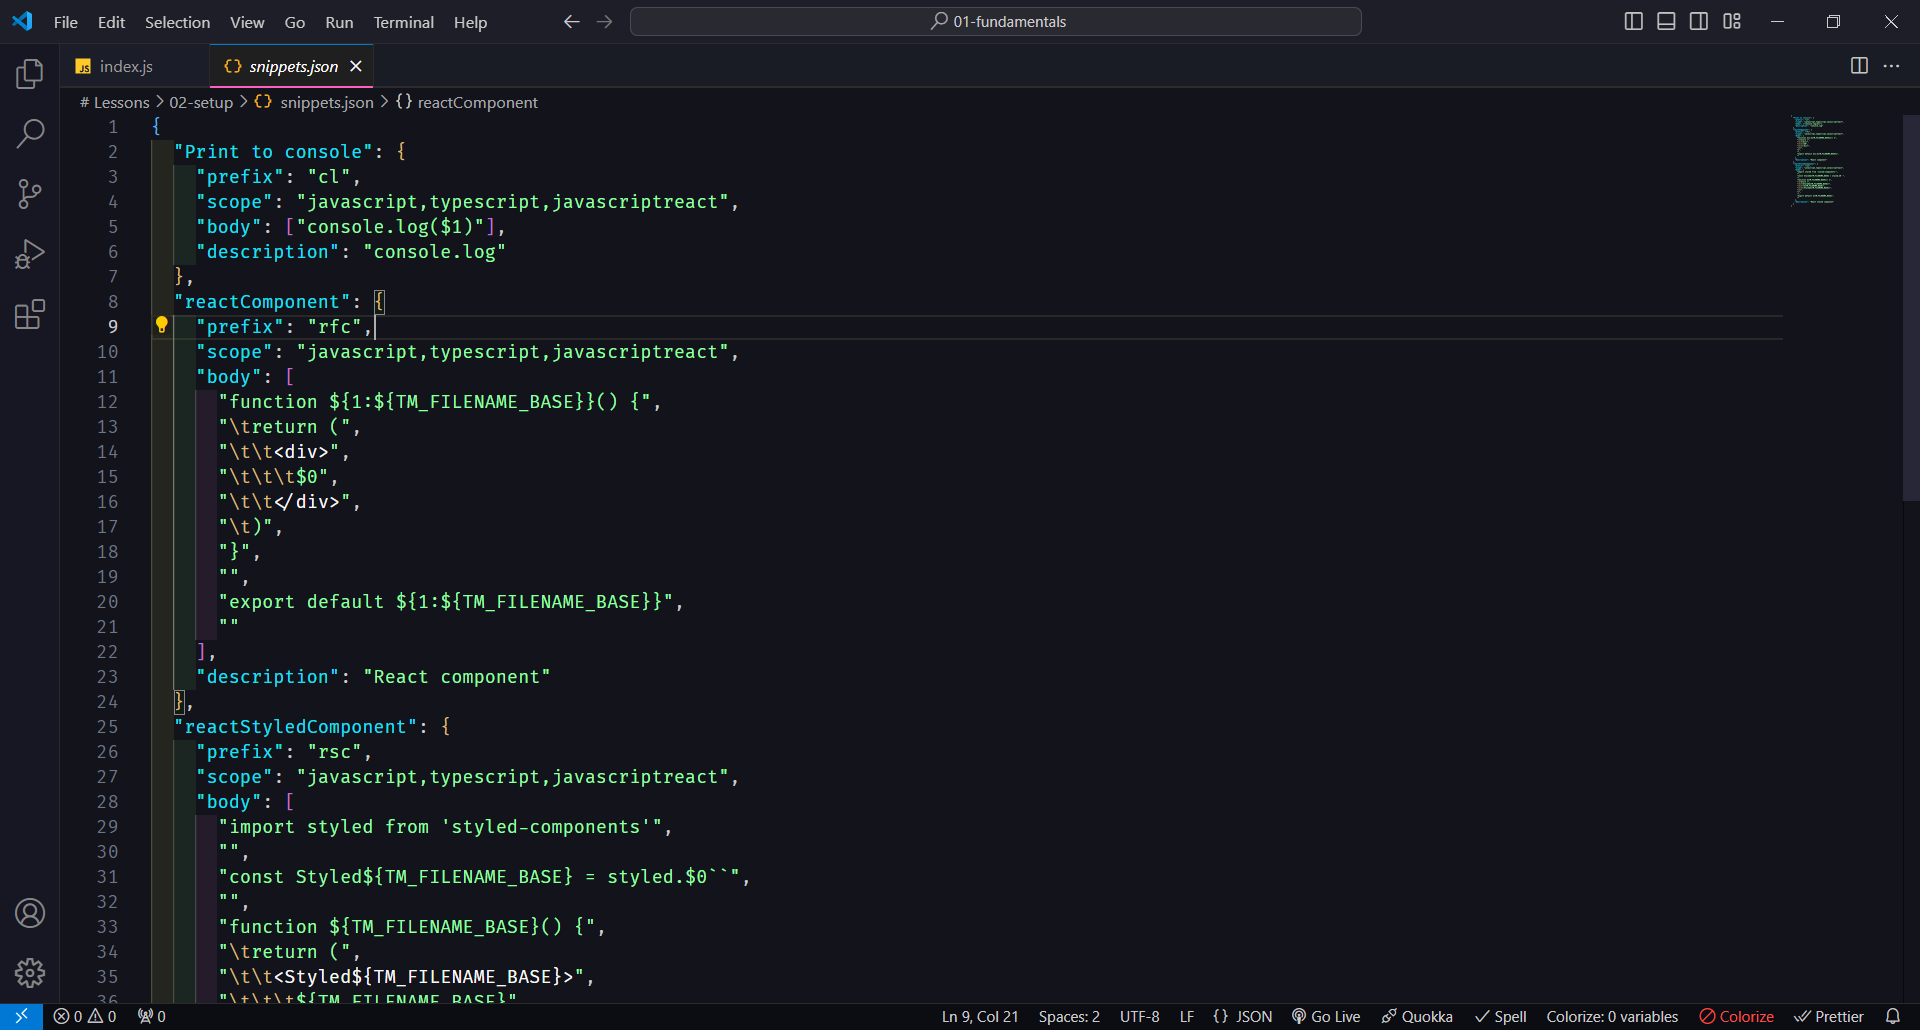 File Edit Selection View Go Run Terminal Help
01-fundamentals
JS index.js
{} snippets.json
# Lessons > 02-setup > {} snippets.json > {} reactComponent
1 {
2 "Print to console": {
3 "prefix": "cl",
4 "scope": "javascript,typescript,javascriptreact",
5 "body": ["console.log($1)"],
6 "description": "console.log"
7 },
8 "reactComponent": {
9 "prefix": "rfc",
10 "scope": "javascript,typescript,javascriptreact",
11 "body": [
12 "function ${1:${TM_FILENAME_BASE}}() {",
13 "\treturn (",
14 "\t\t<div>",
15 "\t\t\t$0",
16 "\t\t</div>",
17 "\t)",
18 "}",
19 "",
20 "export default ${1:${TM_FILENAME_BASE}}",
21 ""
22 ],
23 "description": "React component"
24 },
25 "reactStyledComponent": {
26 "prefix": "rsc",
27 "scope": "javascript,typescript,javascriptreact",
28 "body": [
29 "import styled from 'styled-components'",
30 "",
31 "const Styled${TM_FILENAME_BASE} = styled.$0``",
32 "",
33 "function ${TM_FILENAME_BASE}() {",
34 "\treturn (",
35 "\t\t<Styled${TM_FILENAME_BASE}>",
36 "\t\t\t${TM_FILENAME_BASE}"
0 0 0
Ln 9, Col 21 Spaces: 2 UTF-8 LF {} JSON Go Live Quokka Spell Colorize: 0 variables Colorize Prettier